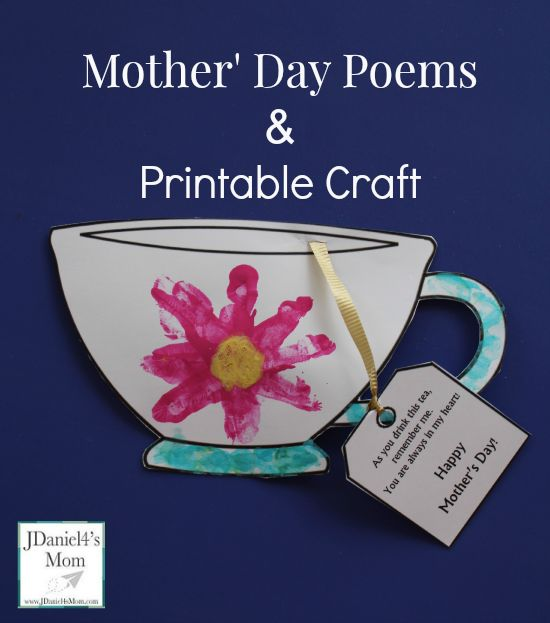 Mother' Day Poems
&
Printable Craft
As you drink this tea,
remember me.
You are always in my heart!
Happy
Mother's Day!
JDaniel4's
Mom
www.JDaniel4sMom.com